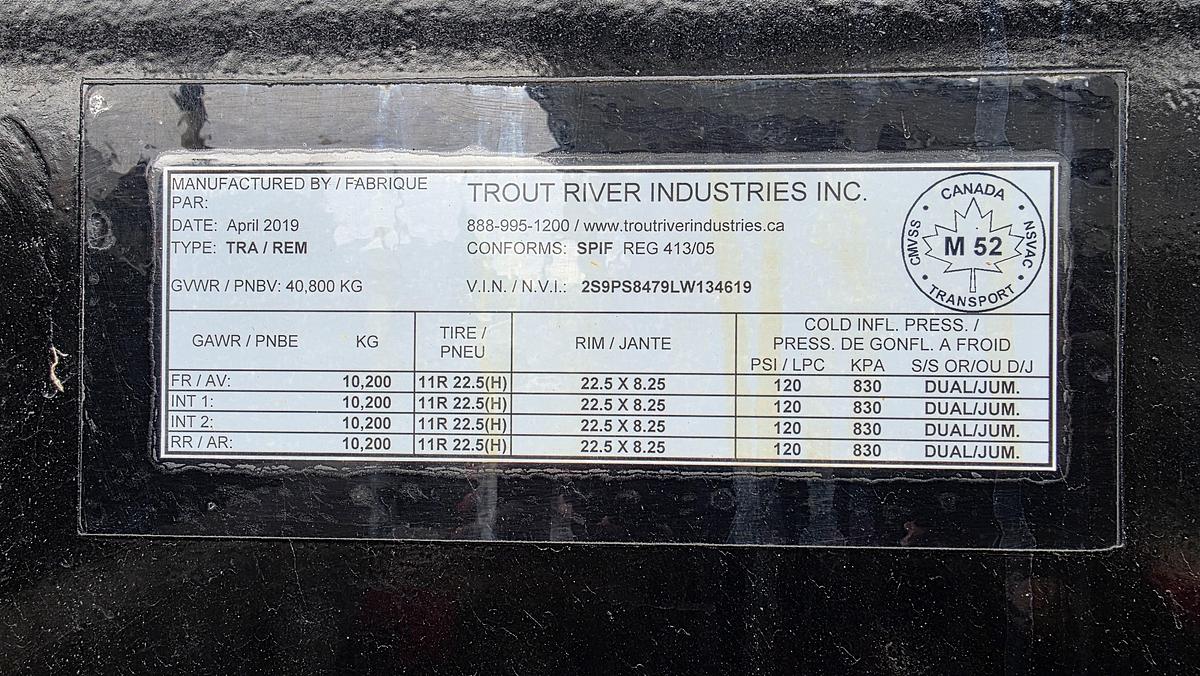 MANUFACTURED BY / FABRIQUE
PAR:
TROUT RIVER INDUSTRIES INC.
DATE: April 2019
888-995-1200 / www.troutriverindustries.ca
TYPE: TRA / REM
CONFORMS: SPIF REG 413/05
GVWR / PNBV: 40,800 KG
V.I.N. / N.V.I.: 2S9PS8479LW134619
CANADA
CMVSS
NSVAC
M 52
TRANSPORT
GAWR / PNBE KG
TIRE /
PNEU
RIM / JANTE
COLD INFL. PRESS. /
PRESS. DE GONFL. A FROID
PSI / LPC KPA S/S OR/OU D/J
FR / AV: 10,200 11R 22.5(H) 22.5 X 8.25 120 830 DUAL/JUM.
INT 1: 10,200 11R 22.5(H) 22.5 X 8.25 120 830 DUAL/JUM.
INT 2: 10,200 11R 22.5(H) 22.5 X 8.25 120 830 DUAL/JUM.
RR / AR: 10,200 11R 22.5(H) 22.5 X 8.25 120 830 DUAL/JUM.